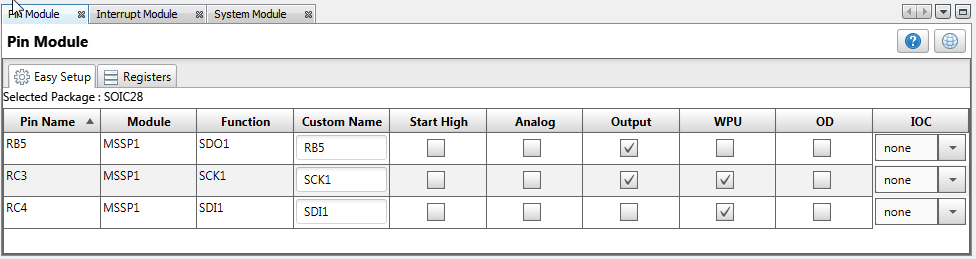 Pin Module Interrupt Module System Module
Pin Module
Easy Setup Registers
Selected Package : SOIC28
Pin Name Module Function Custom Name Start High Analog Output WPU OD IOC
RB5 MSSP1 SDO1 RB5 none
RC3 MSSP1 SCK1 SCK1 none
RC4 MSSP1 SDI1 SDI1 none